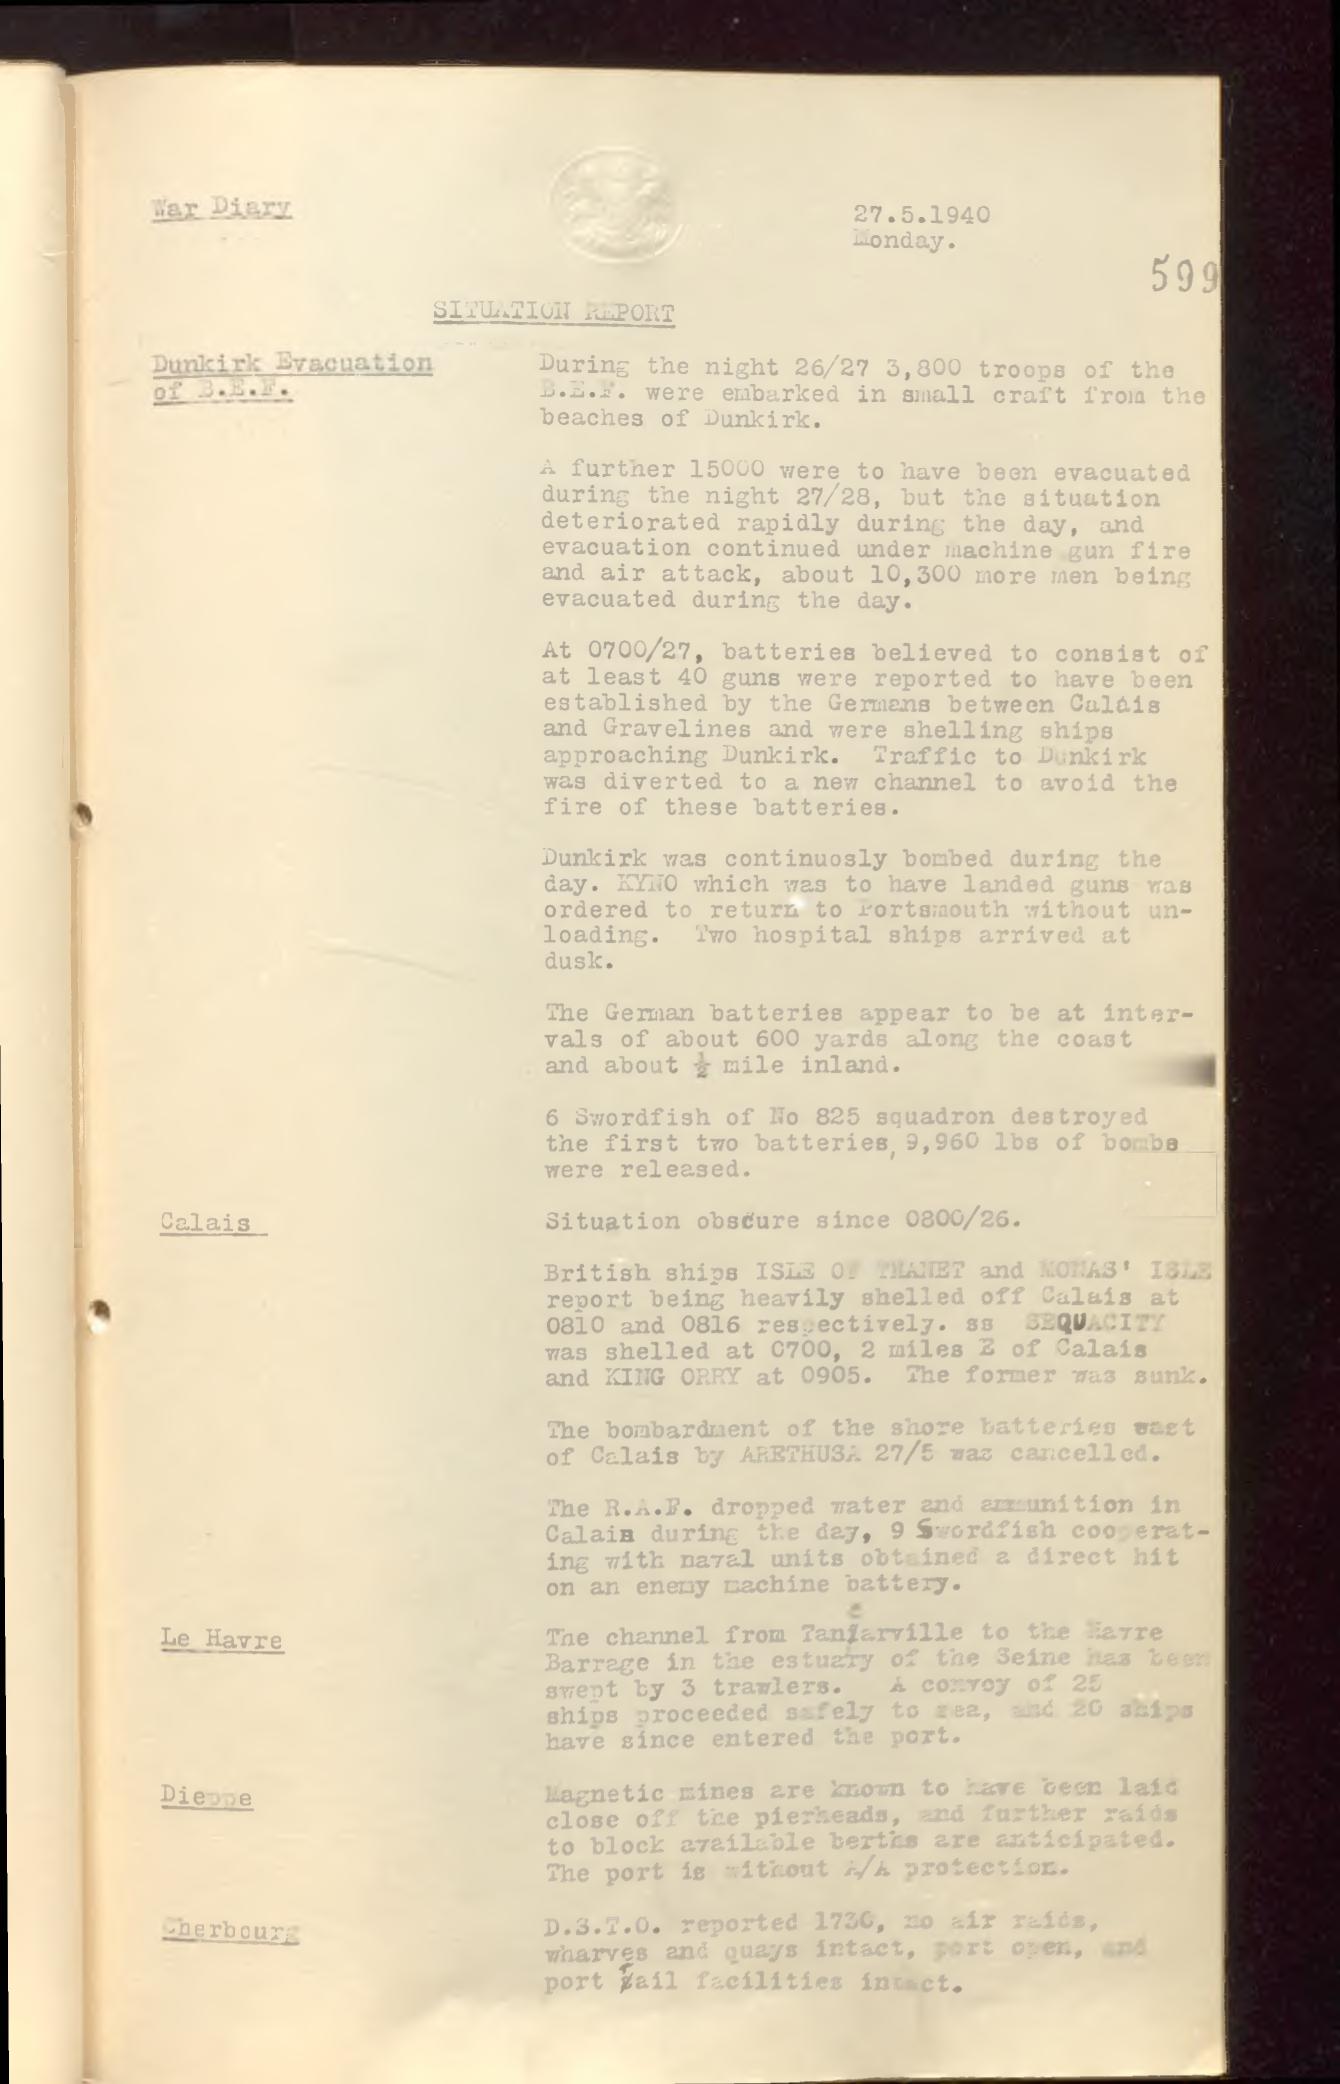 War Diary
27.5.1940
Monday.
599
SITUATION REPORT
Dunkirk Evacuation
of B.E.F.
During the night 26/27 3,800 troops of the
B.E.F. were embarked in small craft from the
beaches of Dunkirk.
A further 15000 were to have been evacuated
during the night 27/28, but the situation
deteriorated rapidly during the day, and
evacuation continued under machine gun fire
and air attack, about 10,300 more men being
evacuated during the day.
At 0700/27, batteries believed to consist of
at least 40 guns were reported to have been
established by the Germans between Calais
and Gravelines and were shelling ships
approaching Dunkirk. Traffic to Dunkirk
was diverted to a new channel to avoid the
fire of these batteries.
Dunkirk was continuosly bombed during the
day. KYNO which was to have landed guns was
ordered to return to Portsmouth without un-
loading. Two hospital ships arrived at
dusk.
The German batteries appear to be at inter-
vals of about 600 yards along the coast
and about ½ mile inland.
6 Swordfish of No 825 squadron destroyed
the first two batteries, 9,960 lbs of bombs
were released.
Calais
Situation obscure since 0800/26.
British ships ISLE OF THANET and MONAS' ISLE
report being heavily shelled off Calais at
0810 and 0816 respectively. ss SEQUACITY
was shelled at 0700, 2 miles E of Calais
and KING ORRY at 0905. The former was sunk.
The bombardment of the shore batteries east
of Calais by ARETHUSA 27/5 was cancelled.
The R.A.F. dropped water and ammunition in
Calais during the day, 9 Swordfish cooperat-
ing with naval units obtained a direct hit
on an enemy machine battery.
Le Havre
The channel from Tancarville to the Havre
Barrage in the estuary of the Seine has been
swept by 3 trawlers. A convoy of 25
ships proceeded safely to sea, and 20 ships
have since entered the port.
Dieppe
Magnetic mines are known to have been laid
close off the pierheads, and further raids
to block available berths are anticipated.
The port is without A/A protection.
Cherbourg
D.S.T.O. reported 1730, no air raids,
wharves and quays intact, port open, and
port rail facilities intact.